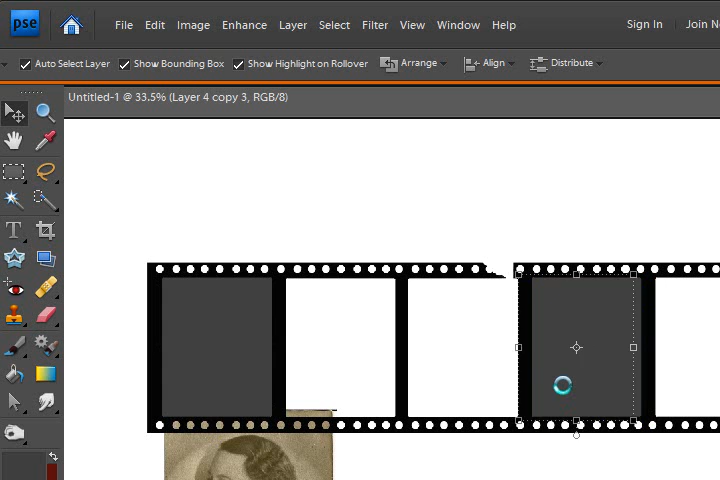 pse File Edit Image Enhance Layer Select Filter View Window Help Sign In Join N
Auto Select Layer Show Bounding Box Show Highlight on Rollover Arrange Align Distribute
Untitled-1 @ 33.5% (Layer 4 copy 3, RGB/8)
T